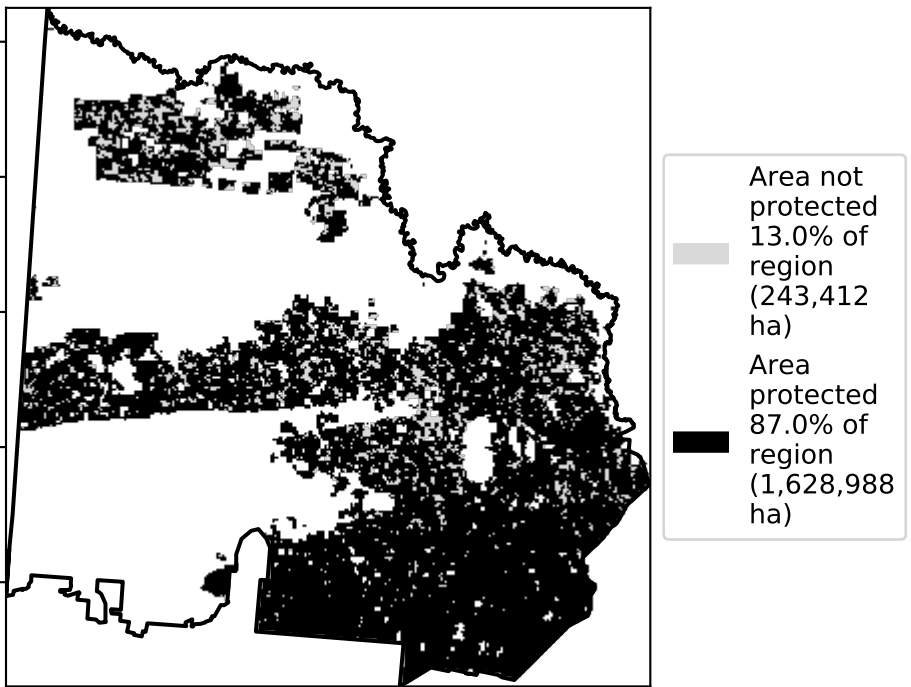 Area not
protected
13.0% of
region
(243,412
ha)
Area
protected
87.0% of
region
(1,628,988
ha)